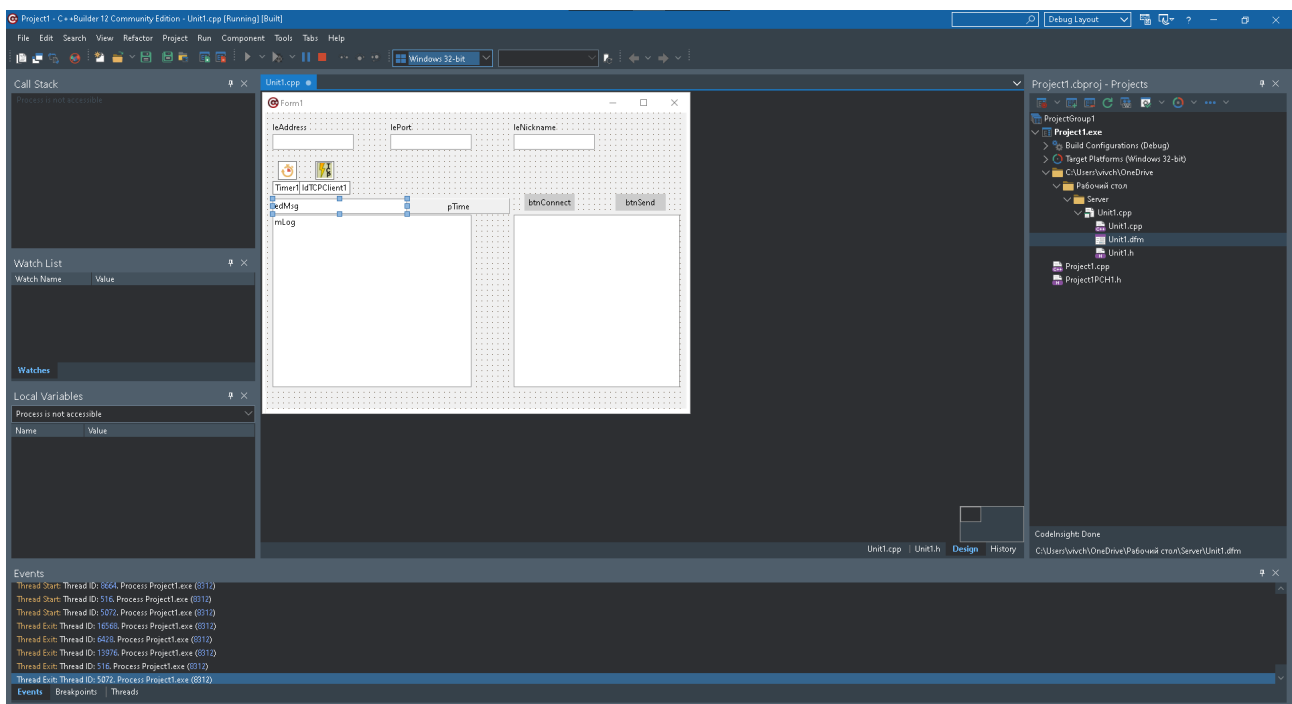 Project1 - C++Builder 12 Community Edition - Unit1.cpp [Running] [Built]
Debug Layout
?
File Edit Search View Refactor Project Run Component Tools Tabs Help
Windows 32-bit
Call Stack
Process is not accessible
Watch List
Watch Name Value
Watches
Local Variables
Process is not accessible
Name Value
Unit1.cpp
Form1
leAddress lePort leNickname
Timer1 IdTCPClient1
edMsg pTime btnConnect btnSend
mLog
Unit1.cpp Unit1.h Design History
Project1.cbproj - Projects
ProjectGroup1
Project1.exe
Build Configurations (Debug)
Target Platforms (Windows 32-bit)
C:\Users\vivch\OneDrive
Рабочий стол
Server
Unit1.cpp
Unit1.cpp
Unit1.dfm
Unit1.h
Project1.cpp
Project1PCH1.h
CodeInsight: Done
C:\Users\vivch\OneDrive\Рабочий стол\Server\Unit1.dfm
Events
Thread Start: Thread ID: 8664. Process Project1.exe (8312)
Thread Start: Thread ID: 516. Process Project1.exe (8312)
Thread Start: Thread ID: 5072. Process Project1.exe (8312)
Thread Exit: Thread ID: 16568. Process Project1.exe (8312)
Thread Exit: Thread ID: 6428. Process Project1.exe (8312)
Thread Exit: Thread ID: 13976. Process Project1.exe (8312)
Thread Exit: Thread ID: 516. Process Project1.exe (8312)
Thread Exit: Thread ID: 5072. Process Project1.exe (8312)
Events Breakpoints Threads